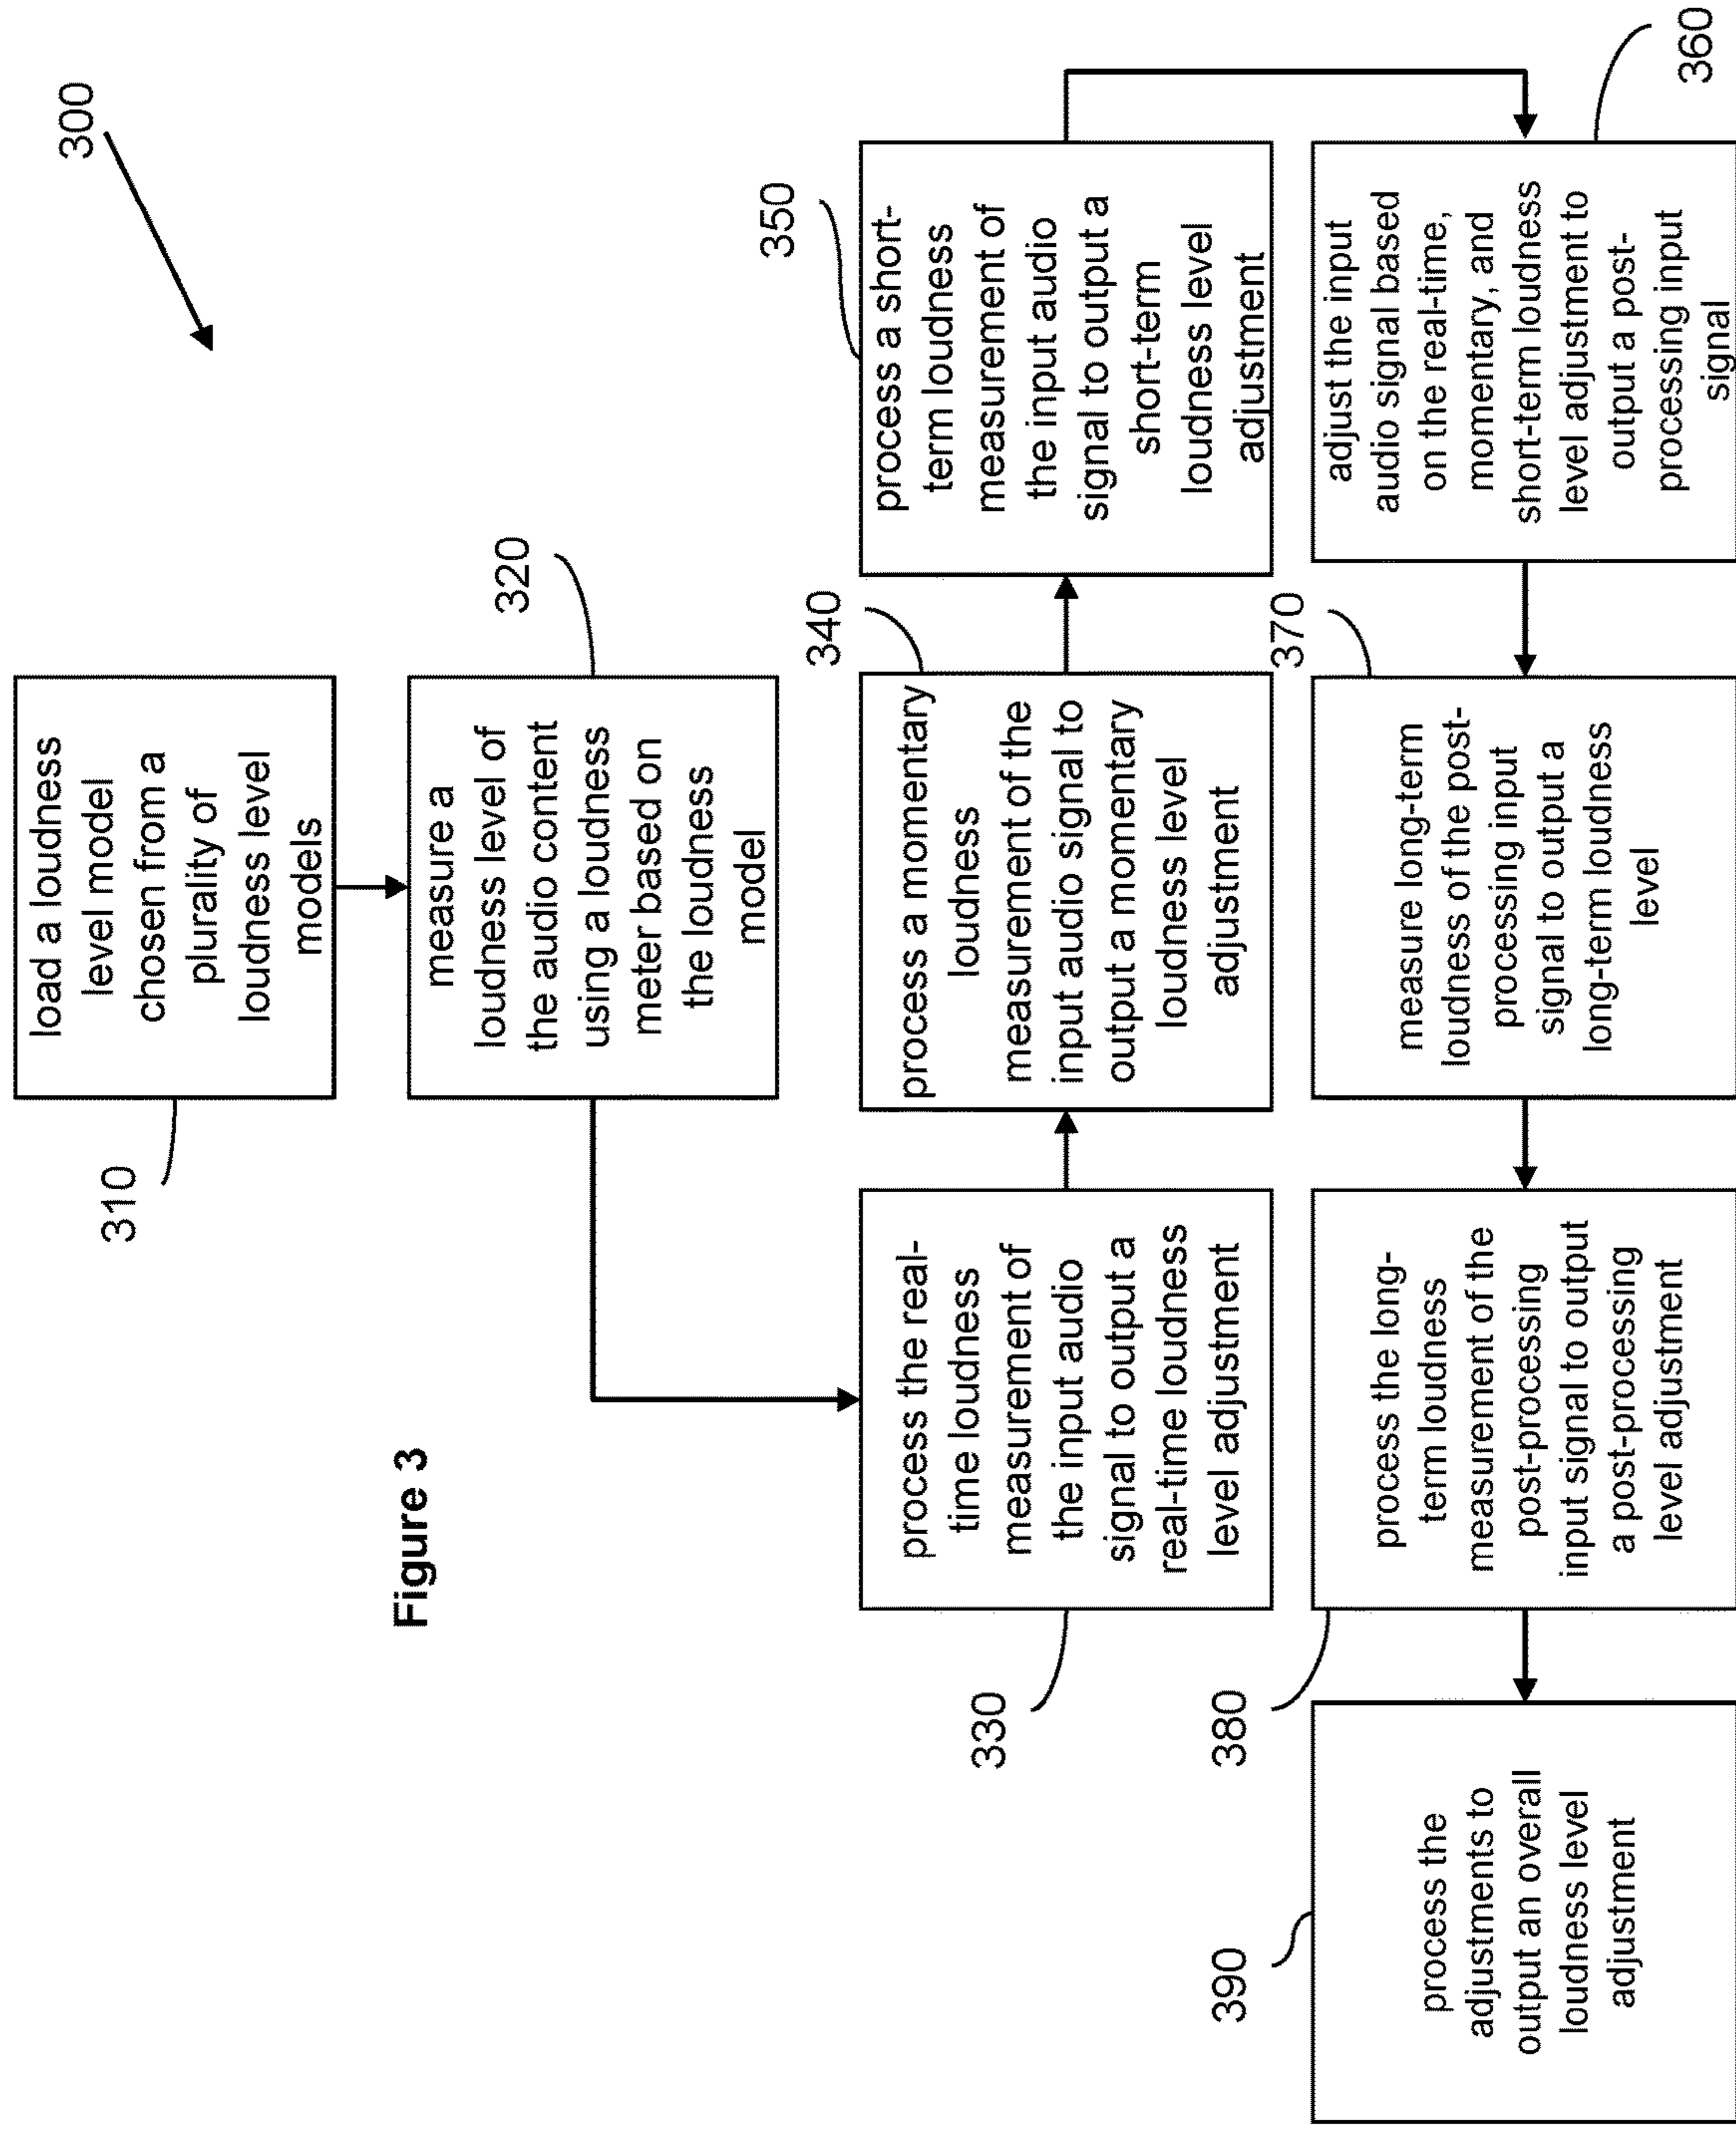 Figure 3
300
310
load a loudness
level model
chosen from a
plurality of
loudness level
models
320
measure a
loudness level of
the audio content
using a loudness
meter based on
the loudness
model
330
process the real-
time loudness
measurement of
the input audio
signal to output a
real-time loudness
level adjustment
340
process a momentary
loudness
measurement of the
input audio signal to
output a momentary
loudness level
adjustment
350
process a short-
term loudness
measurement of
the input audio
signal to output a
short-term
loudness level
adjustment
360
adjust the input
audio signal based
on the real-time,
momentary, and
short-term loudness
level adjustment to
output a post-
processing input
signal
370
measure long-term
loudness of the post-
processing input
signal to output a
long-term loudness
level
380
process the long-
term loudness
measurement of the
post-processing
input signal to output
a post-processing
level adjustment
390
process the
adjustments to
output an overall
loudness level
adjustment